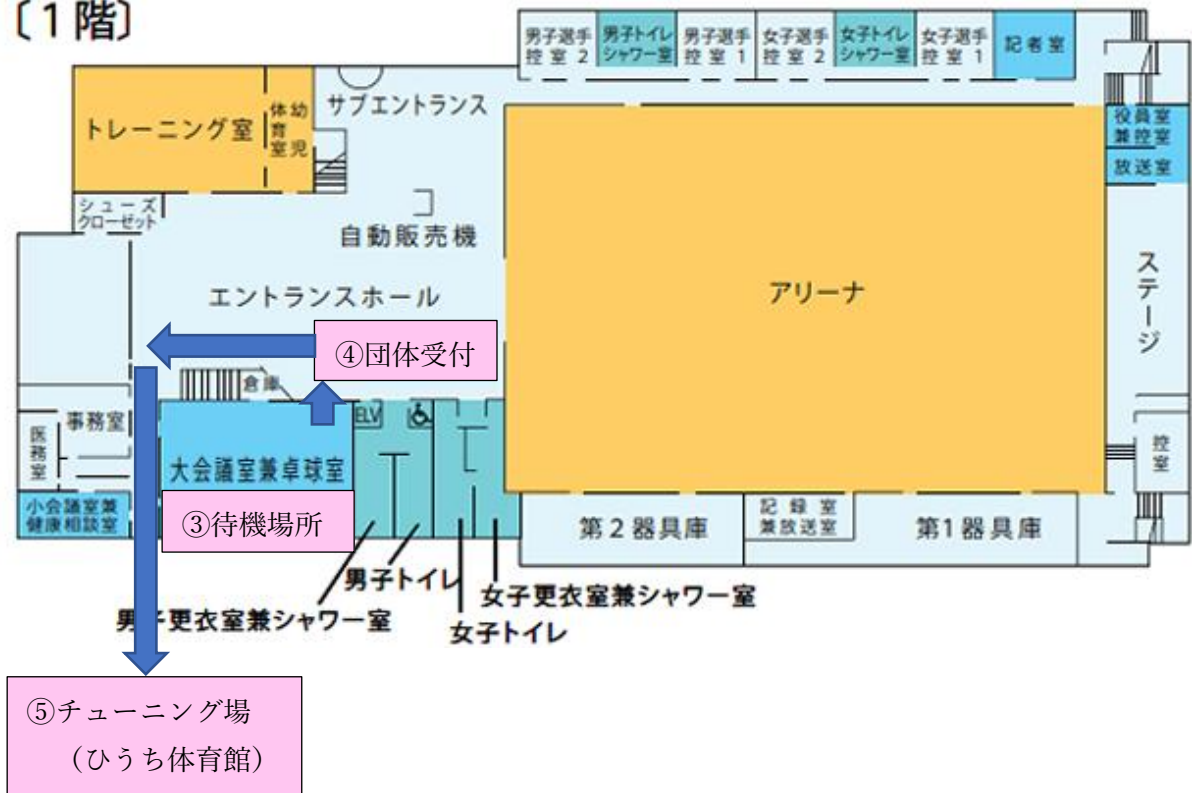 〔１階〕
男子選手
控 室 2
男子トイレ
シャワー室
男子選手
控 室 1
女子選手
控 室 2
女子トイレ
シャワー室
女子選手
控 室 1
記者室
トレーニング室
幼児
体育室
サブエントランス
役員室
兼控室
放送室
シューズ
クローゼット
自動販売機
エントランスホール
アリーナ
ステージ
④団体受付
倉庫
事務室
医務室
ELV
大会議室兼卓球室
控室
小会議室兼
健康相談室
③待機場所
第２器具庫
記 録 室
兼放送室
第1器具庫
男子トイレ
女子更衣室兼シャワー室
男子更衣室兼シャワー室
女子トイレ
⑤チューニング場
（ひうち体育館）